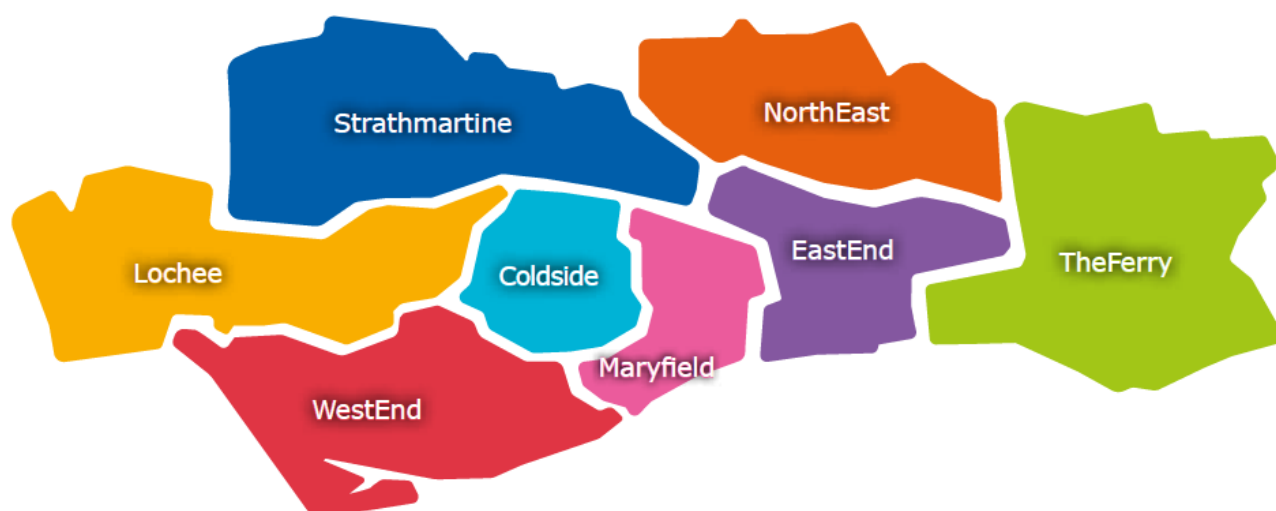 NorthEast
Strathmartine
EastEnd
TheFerry
Lochee
Coldside
Maryfield
WestEnd